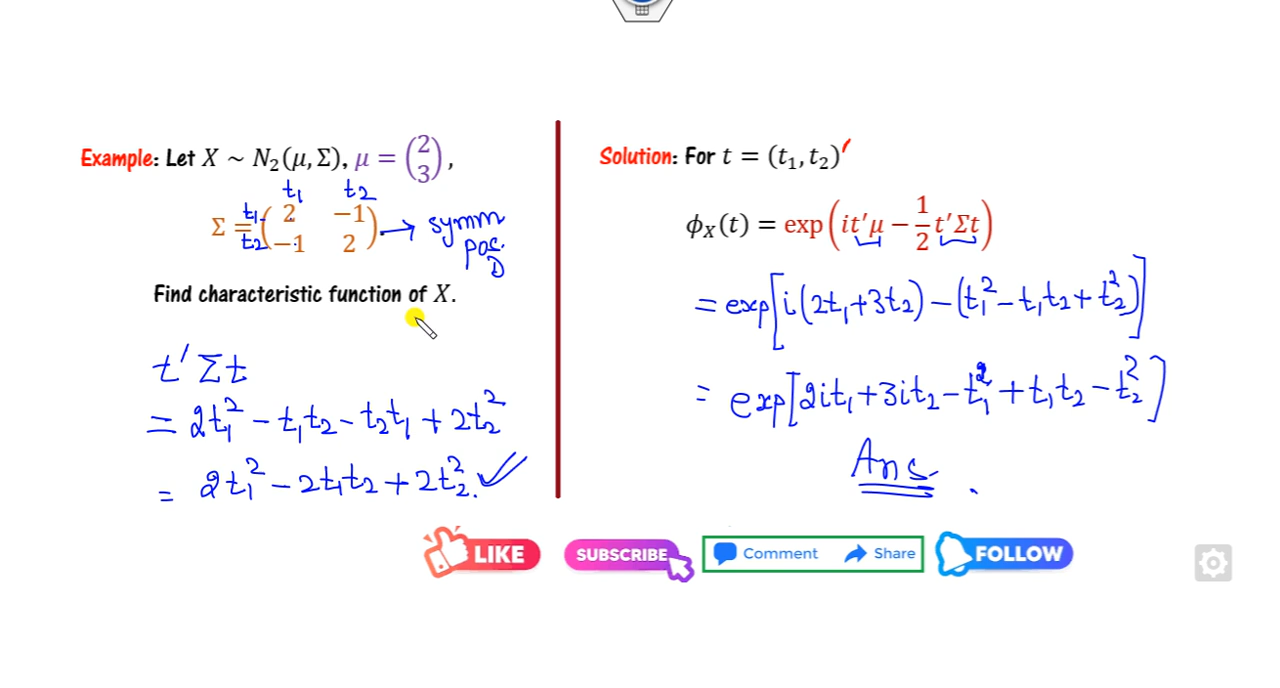 Example: Let X ~ N₂(μ, Σ), μ = (2 3),
t₁ t₂
Σ = t₁ ( 2 −1
t₂ −1 2 ) → symm pos. D
Find characteristic function of X.
t′Σt
= 2t₁² − t₁t₂ − t₂t₁ + 2t₂²
= 2t₁² − 2t₁t₂ + 2t₂². ✓
Solution: For t = (t₁, t₂)′
ϕ_X(t) = exp(it′μ − 1/2 t′Σt)
= exp[i(2t₁+3t₂) − (t₁² − t₁t₂ + t₂²)]
= exp[2it₁ + 3it₂ − t₁² + t₁t₂ − t₂²]
Ans.
LIKE SUBSCRIBE Comment Share FOLLOW